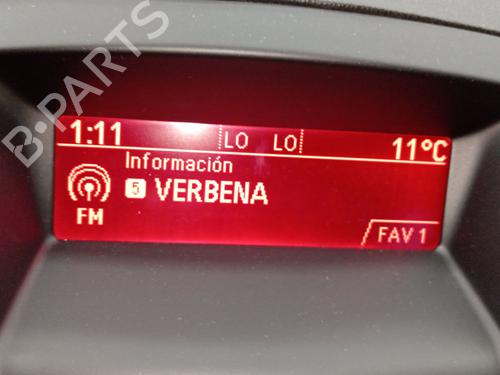 B-PARTS
1:11 LO LO 11°C
Información
5 VERBENA
FM
FAV 1